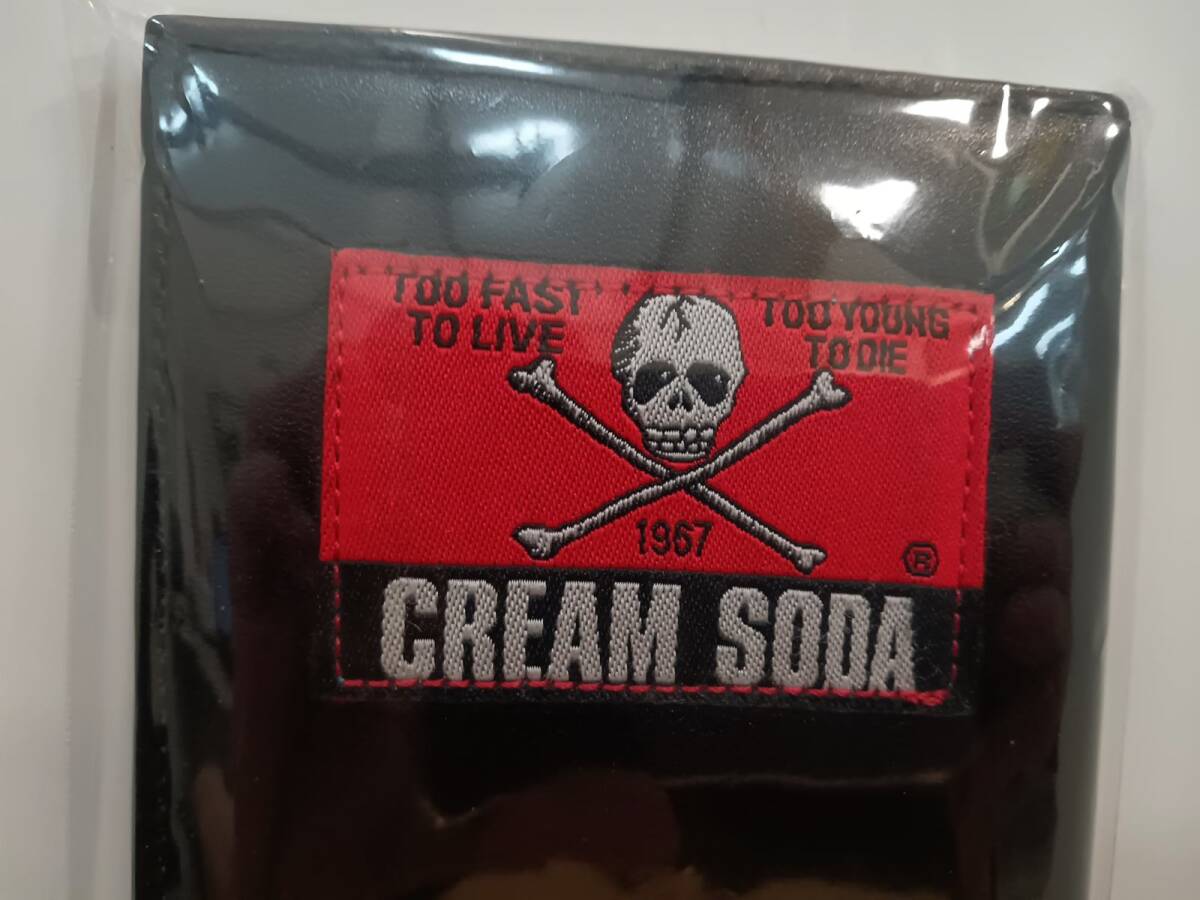 TOO FAST
TO LIVE
TOO YOUNG
TO DIE
1967
®
CREAM SODA